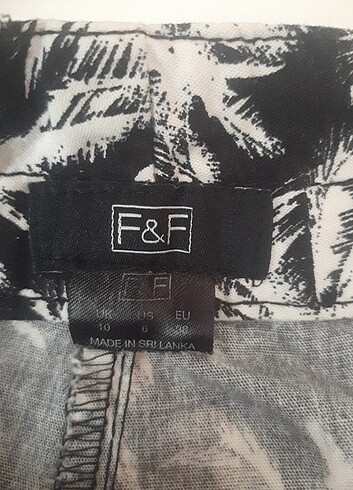 F&F
F&F
UK US EU
10 6 38
MADE IN SRI LANKA